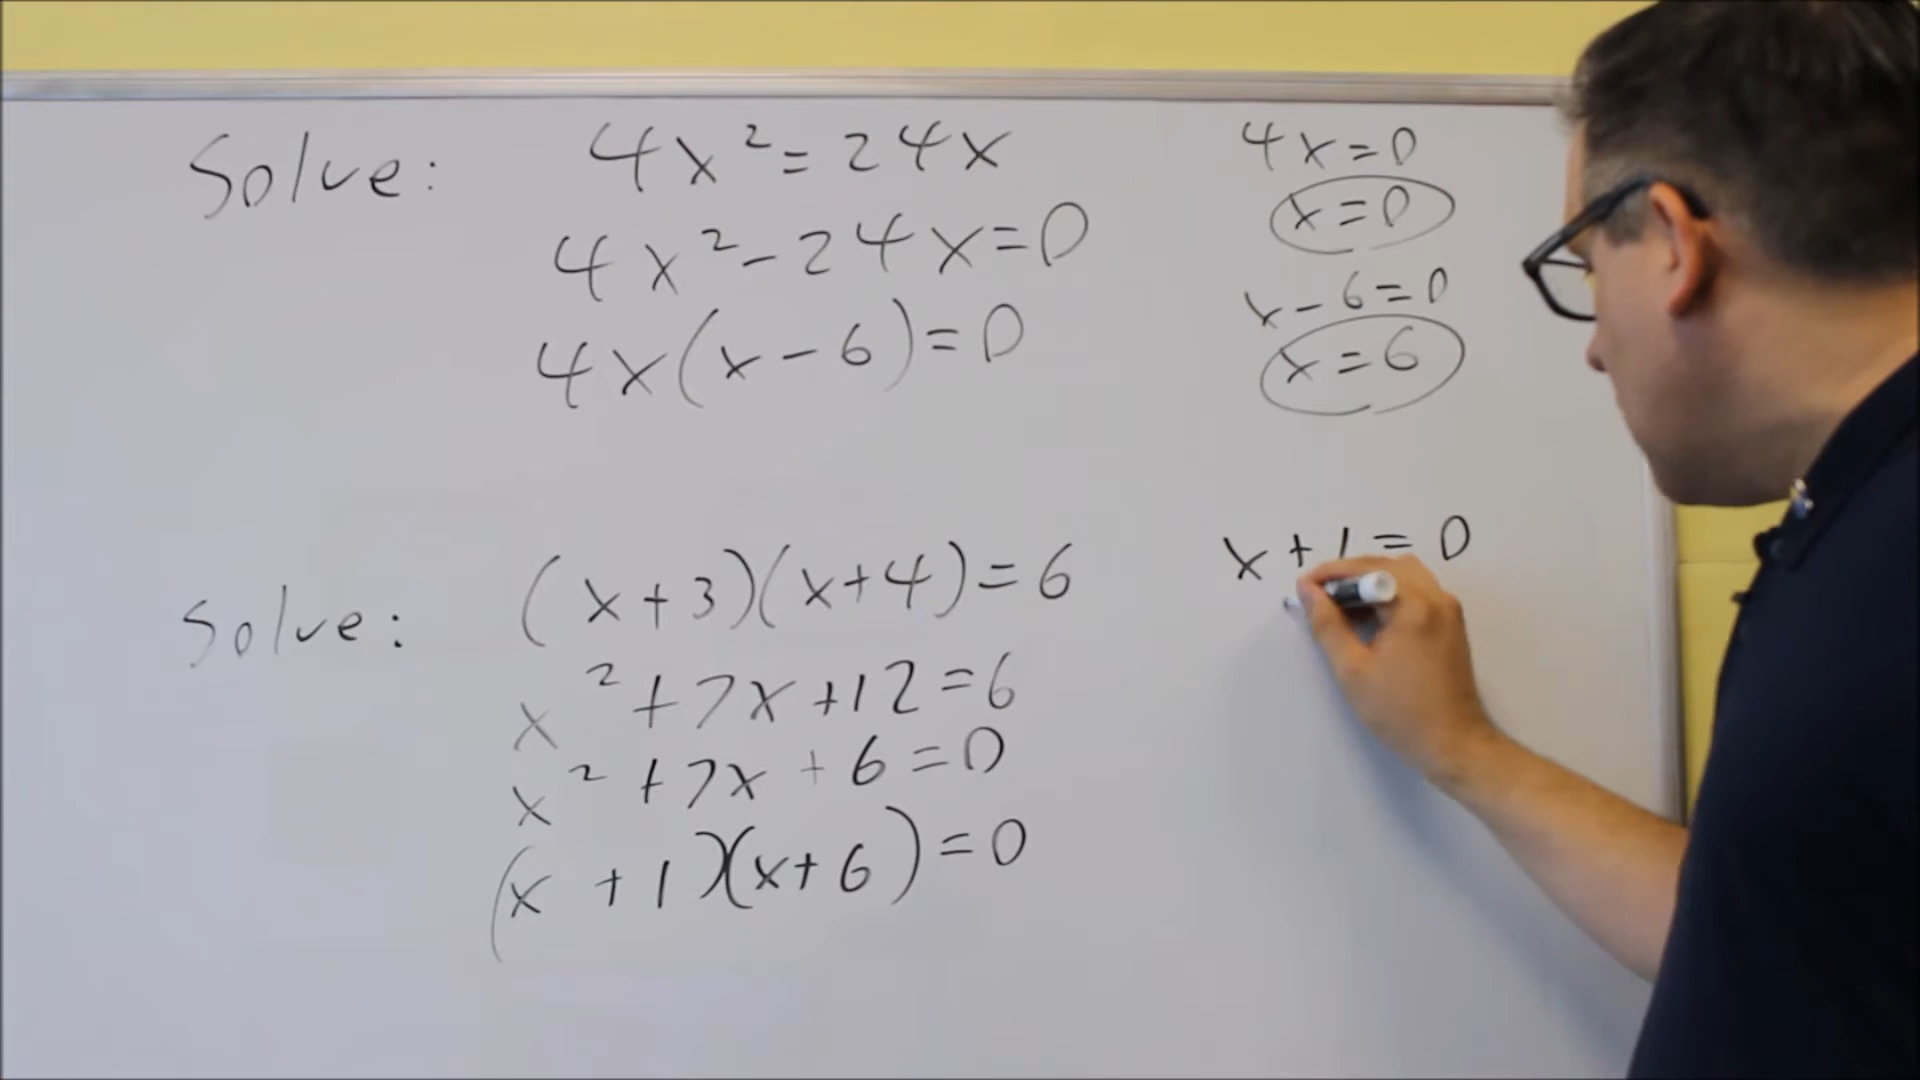 Solve: 4x²=24x
4x²-24x=0
4x(x-6)=0
4x=0
x=0
x-6=0
x=6
Solve: (x+3)(x+4)=6
x²+7x+12=6
x²+7x+6=0
(x+1)(x+6)=0
x+1=0